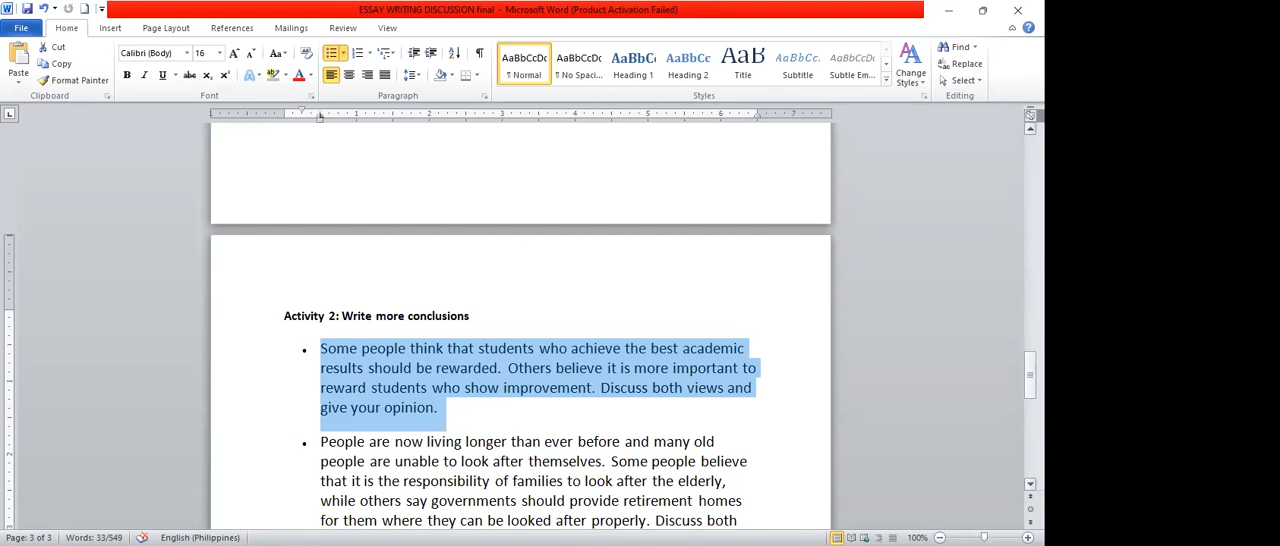 ESSAY WRITING DISCUSSION final - Microsoft Word (Product Activation Failed)
File Home Insert Page Layout References Mailings Review View
Cut
Copy
Format Painter
Paste
Clipboard
Calibri (Body) 16
Font
Paragraph
AaBbCcDc AaBbCcDc AaBbC AaBbCc AaB AaBbCc. AaBbCcDc
¶ Normal ¶ No Spaci... Heading 1 Heading 2 Title Subtitle Subtle Em...
Change
Styles
Styles
Find
Replace
Select
Editing
Activity 2: Write more conclusions
• Some people think that students who achieve the best academic
results should be rewarded. Others believe it is more important to
reward students who show improvement. Discuss both views and
give your opinion.
• People are now living longer than ever before and many old
people are unable to look after themselves. Some people believe
that it is the responsibility of families to look after the elderly,
while others say governments should provide retirement homes
for them where they can be looked after properly. Discuss both
Page: 3 of 3 Words: 33/549 English (Philippines) 100%